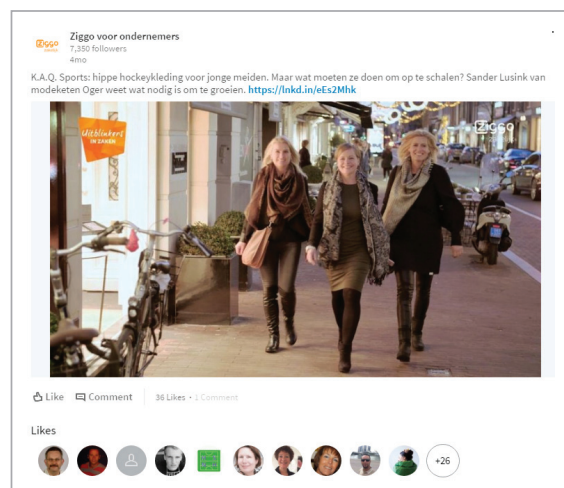 Ziggo voor ondernemers
7,350 followers
4mo
K.A.Q. Sports: hippe hockeykleding voor jonge meiden. Maar wat moeten ze doen om op te schalen? Sander Lusink van
modeketen Oger weet wat nodig is om te groeien. https://lnkd.in/eEs2Mhk
Uitblinkers
IN ZAKEN
Ziggo
Like Comment 36 Likes • 1 Comment
Likes
+26